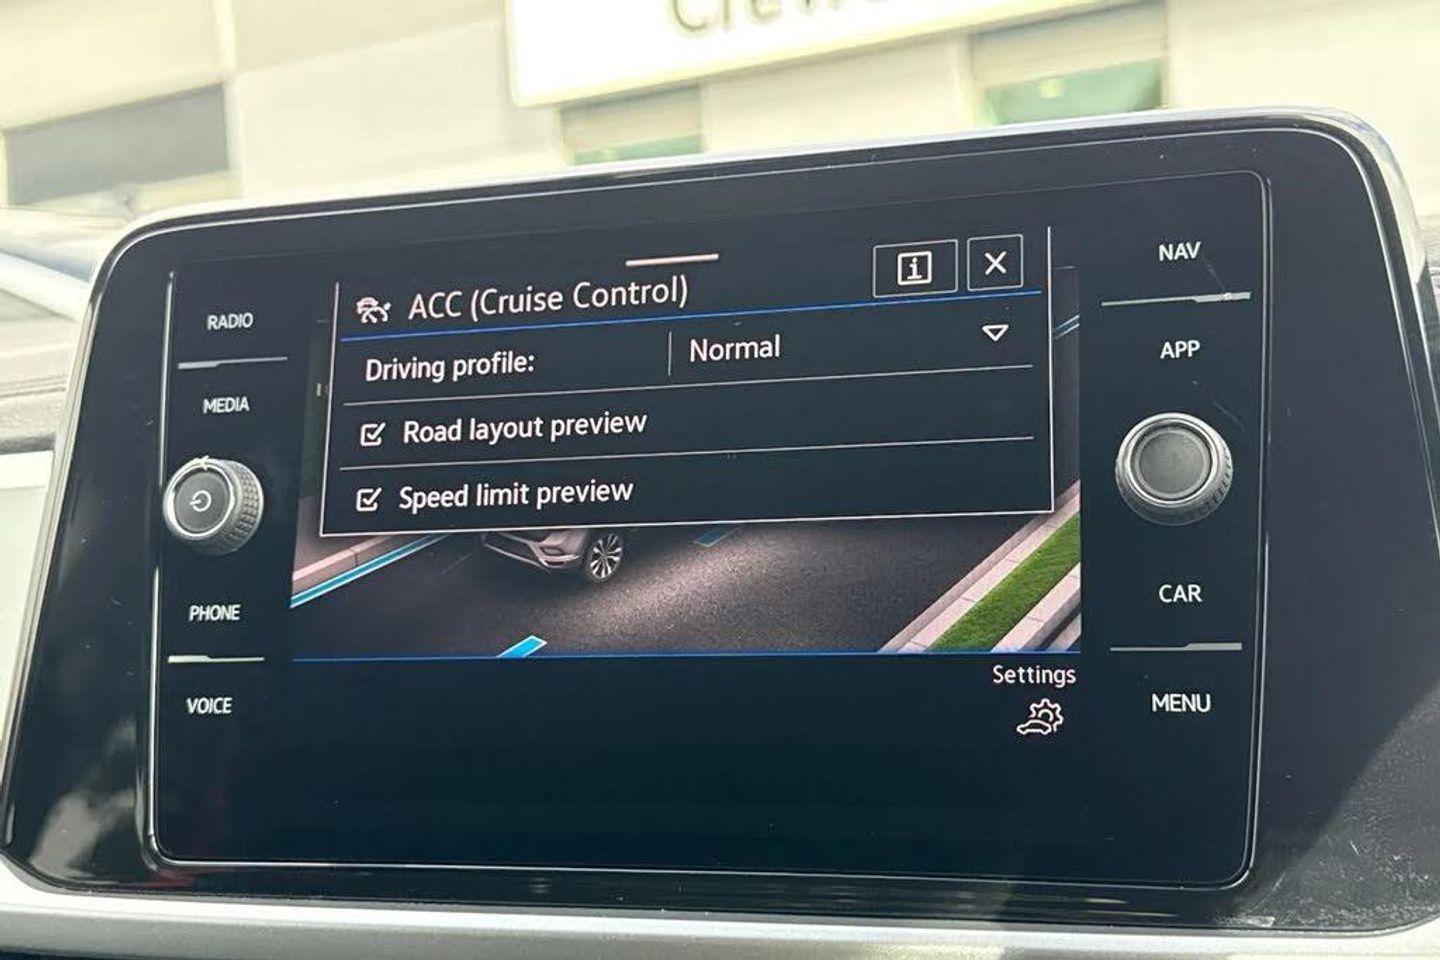 RADIO
MEDIA
PHONE
VOICE
ACC (Cruise Control)
i
Driving profile:
Normal
Road layout preview
Speed limit preview
Settings
NAV
APP
CAR
MENU